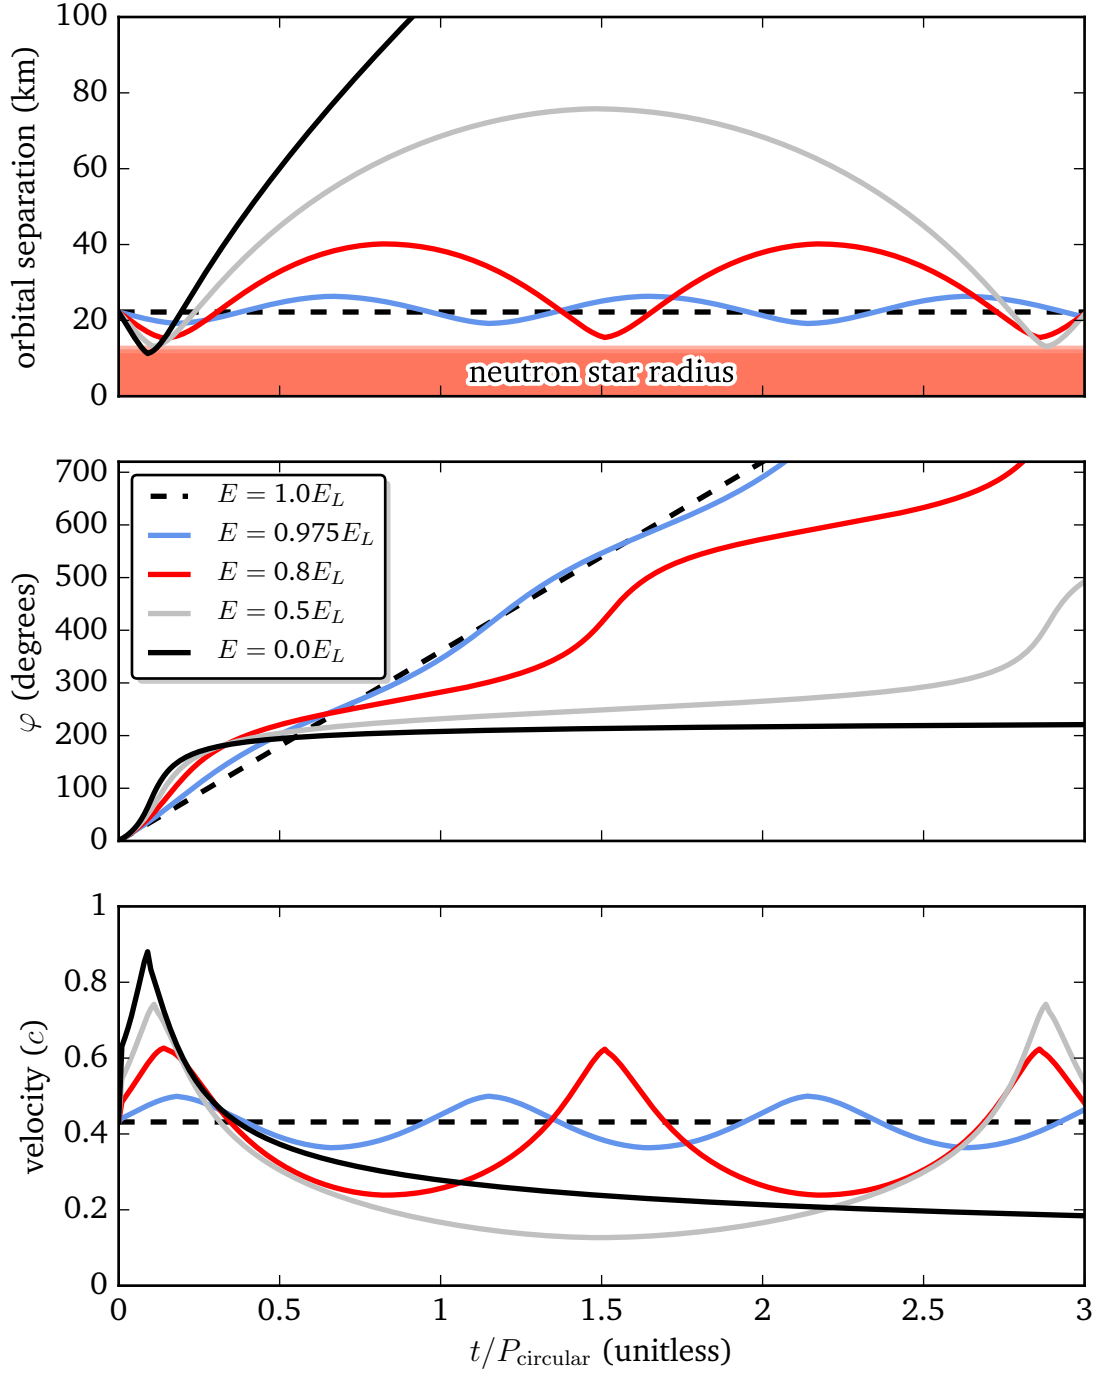 100
80
60
40
20
0
orbital separation (km)
neutron star radius
700
600
500
400
300
200
100
0
φ (degrees)
E = 1.0E_L
E = 0.975E_L
E = 0.8E_L
E = 0.5E_L
E = 0.0E_L
1
0.8
0.6
0.4
0.2
0
velocity (c)
0 0.5 1 1.5 2 2.5 3
t/P_circular (unitless)